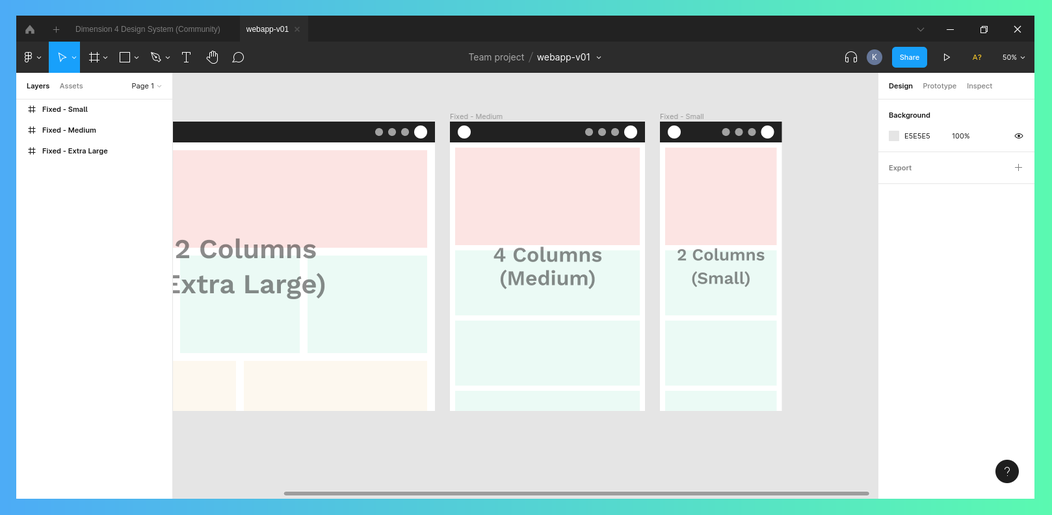 Dimension 4 Design System (Community)
webapp-v01
Team project / webapp-v01
K
Share
A?
50%
Layers
Assets
Page 1
Design
Prototype
Inspect
Fixed - Small
Fixed - Medium
Fixed - Extra Large
Background
E5E5E5
100%
Export
Fixed - Medium
Fixed - Small
2 Columns
Extra Large)
4 Columns
(Medium)
2 Columns
(Small)
?